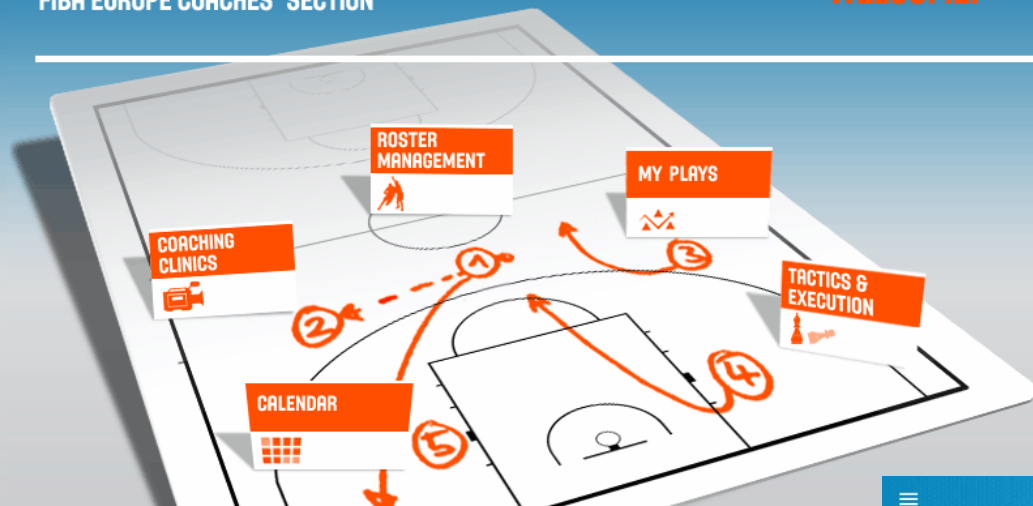 FIBA EUROPE COACHES' SECTION
ROSTER
MANAGEMENT
MY PLAYS
COACHING
CLINICS
TACTICS &
EXECUTION
CALENDAR
1
2
3
4
5